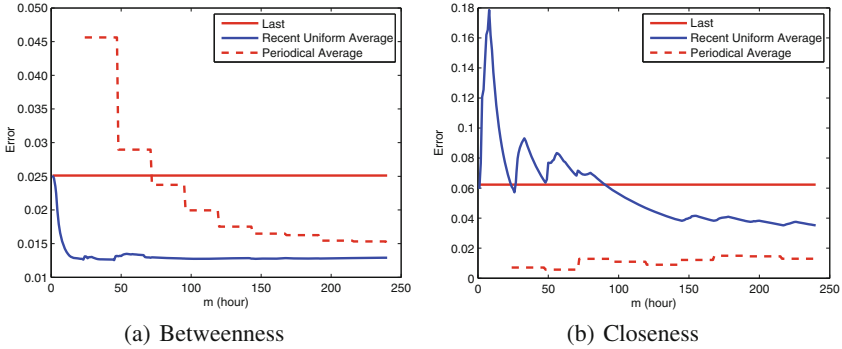 0.050
0.045
0.040
0.035
0.03
0.025
0.02
0.015
0.01
Error
0
50
100
150
200
250
m (hour)
Last
Recent Uniform Average
Periodical Average
(a) Betweenness
0.18
0.16
0.14
0.12
0.1
0.08
0.06
0.04
0.02
0
Error
0
50
100
150
200
250
m (hour)
Last
Recent Uniform Average
Periodical Average
(b) Closeness